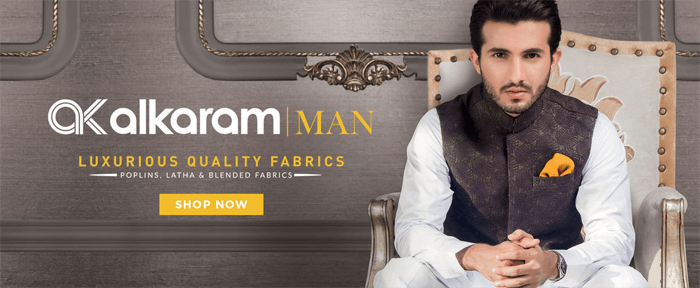 ak alkaram | MAN
LUXURIOUS QUALITY FABRICS
POPLINS, LATHA & BLENDED FABRICS
SHOP NOW